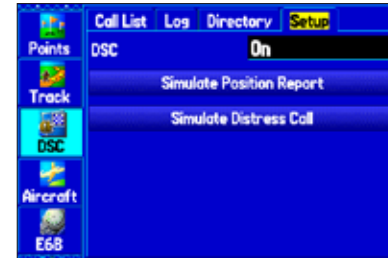 Call List Log Directory Setup
Points
DSC On
Simulate Position Report
Track
Simulate Distress Call
DSC
Aircraft
E6B